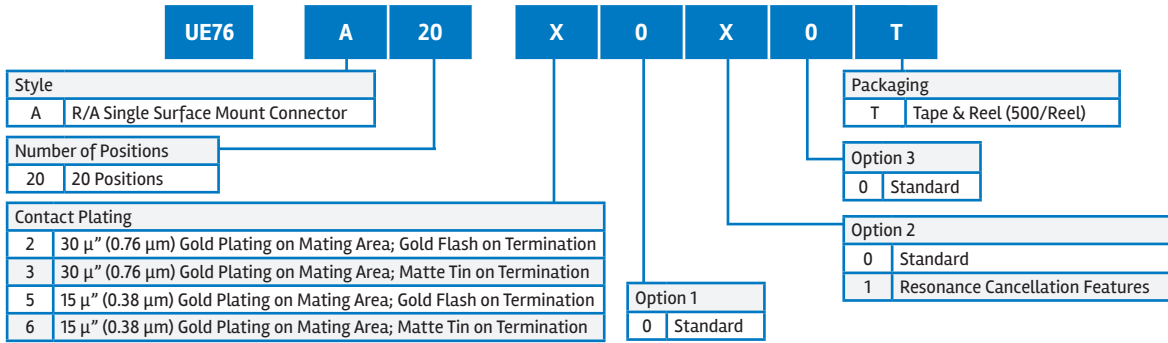 UE76 A 20 X 0 X 0 T
Style
A R/A Single Surface Mount Connector
Number of Positions
20 20 Positions
Contact Plating
2 30 µ” (0.76 µm) Gold Plating on Mating Area; Gold Flash on Termination
3 30 µ” (0.76 µm) Gold Plating on Mating Area; Matte Tin on Termination
5 15 µ” (0.38 µm) Gold Plating on Mating Area; Gold Flash on Termination
6 15 µ” (0.38 µm) Gold Plating on Mating Area; Matte Tin on Termination
Option 1
0 Standard
Packaging
T Tape & Reel (500/Reel)
Option 3
0 Standard
Option 2
0 Standard
1 Resonance Cancellation Features